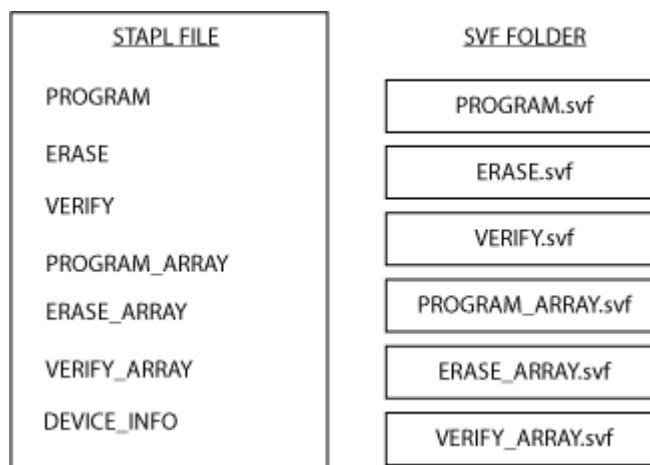 STAPL FILE
PROGRAM
ERASE
VERIFY
PROGRAM_ARRAY
ERASE_ARRAY
VERIFY_ARRAY
DEVICE_INFO
SVF FOLDER
PROGRAM.svf
ERASE.svf
VERIFY.svf
PROGRAM_ARRAY.svf
ERASE_ARRAY.svf
VERIFY_ARRAY.svf